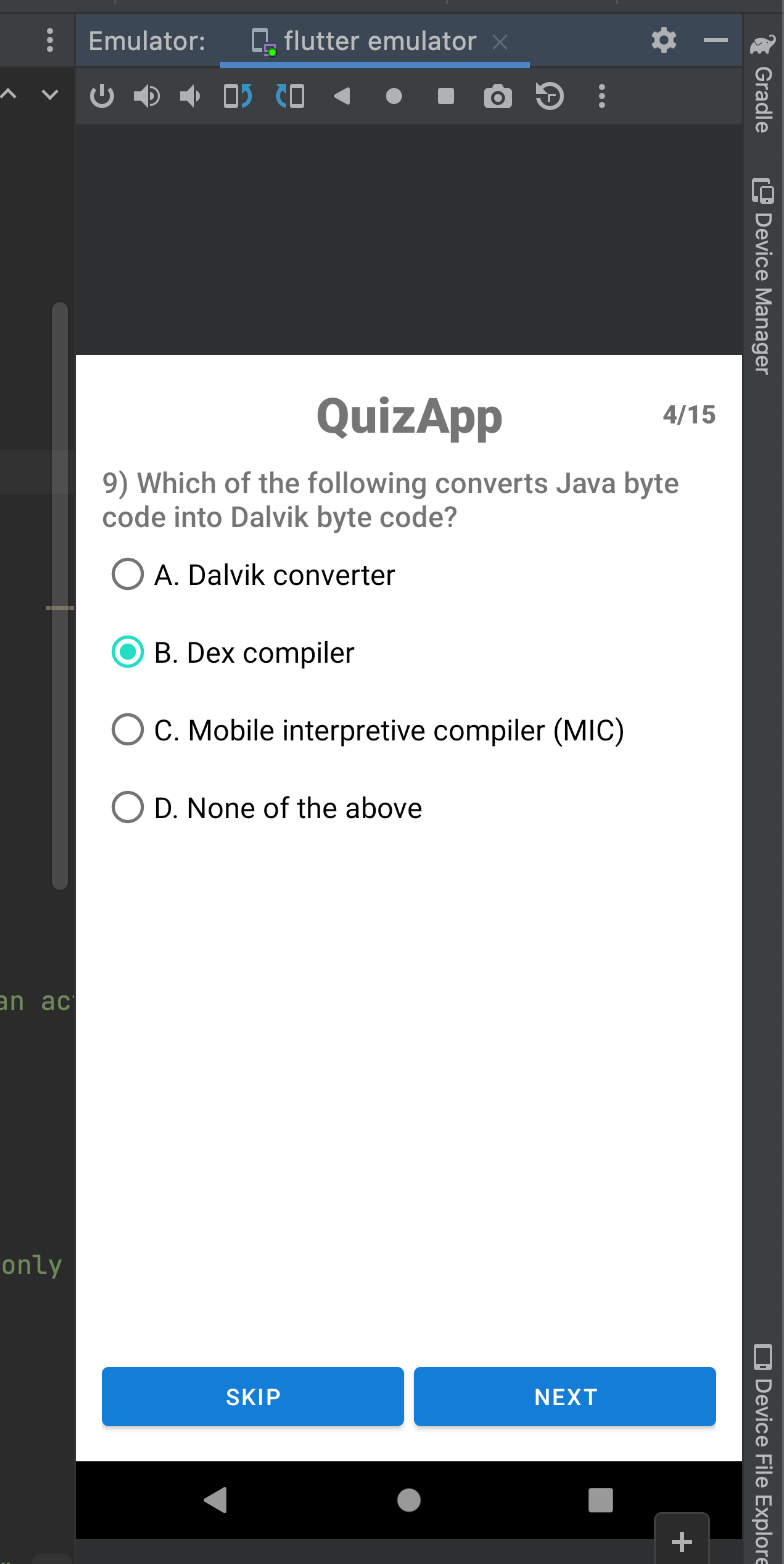 Emulator: flutter emulator
Gradle
Device Manager
QuizApp
4/15
9) Which of the following converts Java byte
code into Dalvik byte code?
A. Dalvik converter
B. Dex compiler
C. Mobile interpretive compiler (MIC)
D. None of the above
an ac
only
SKIP
NEXT
Device File Explore